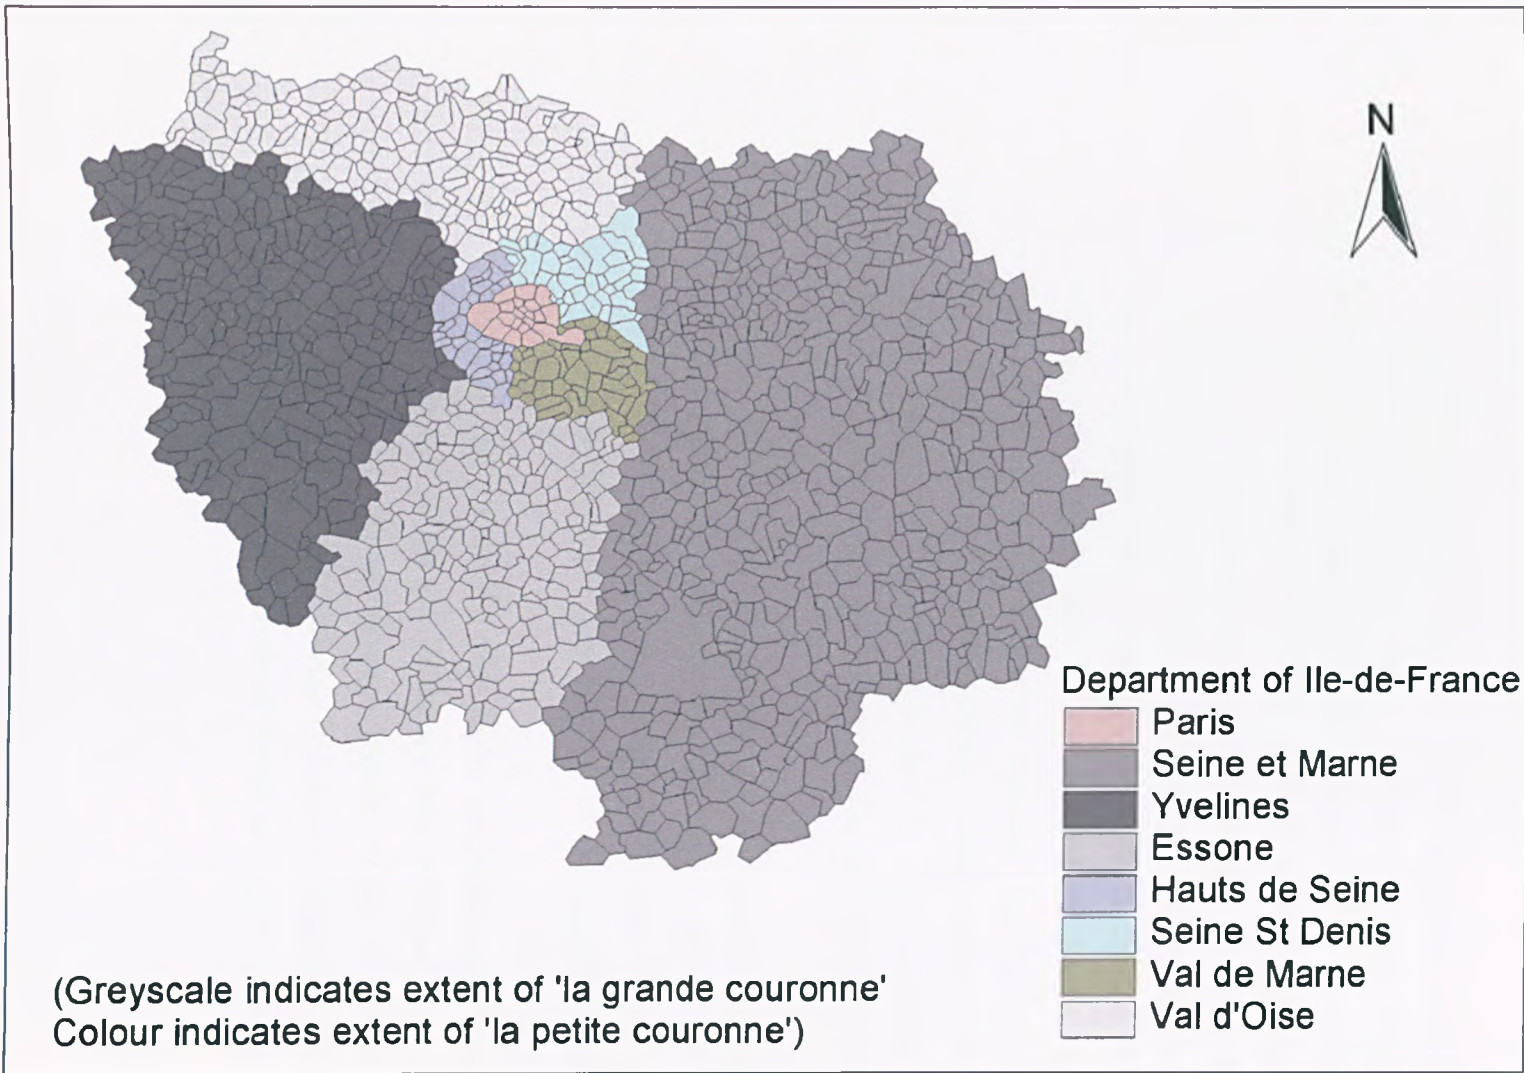 N
Department of Ile-de-France
Paris
Seine et Marne
Yvelines
Essone
Hauts de Seine
Seine St Denis
Val de Marne
Val d'Oise
(Greyscale indicates extent of 'la grande couronne'
Colour indicates extent of 'la petite couronne')